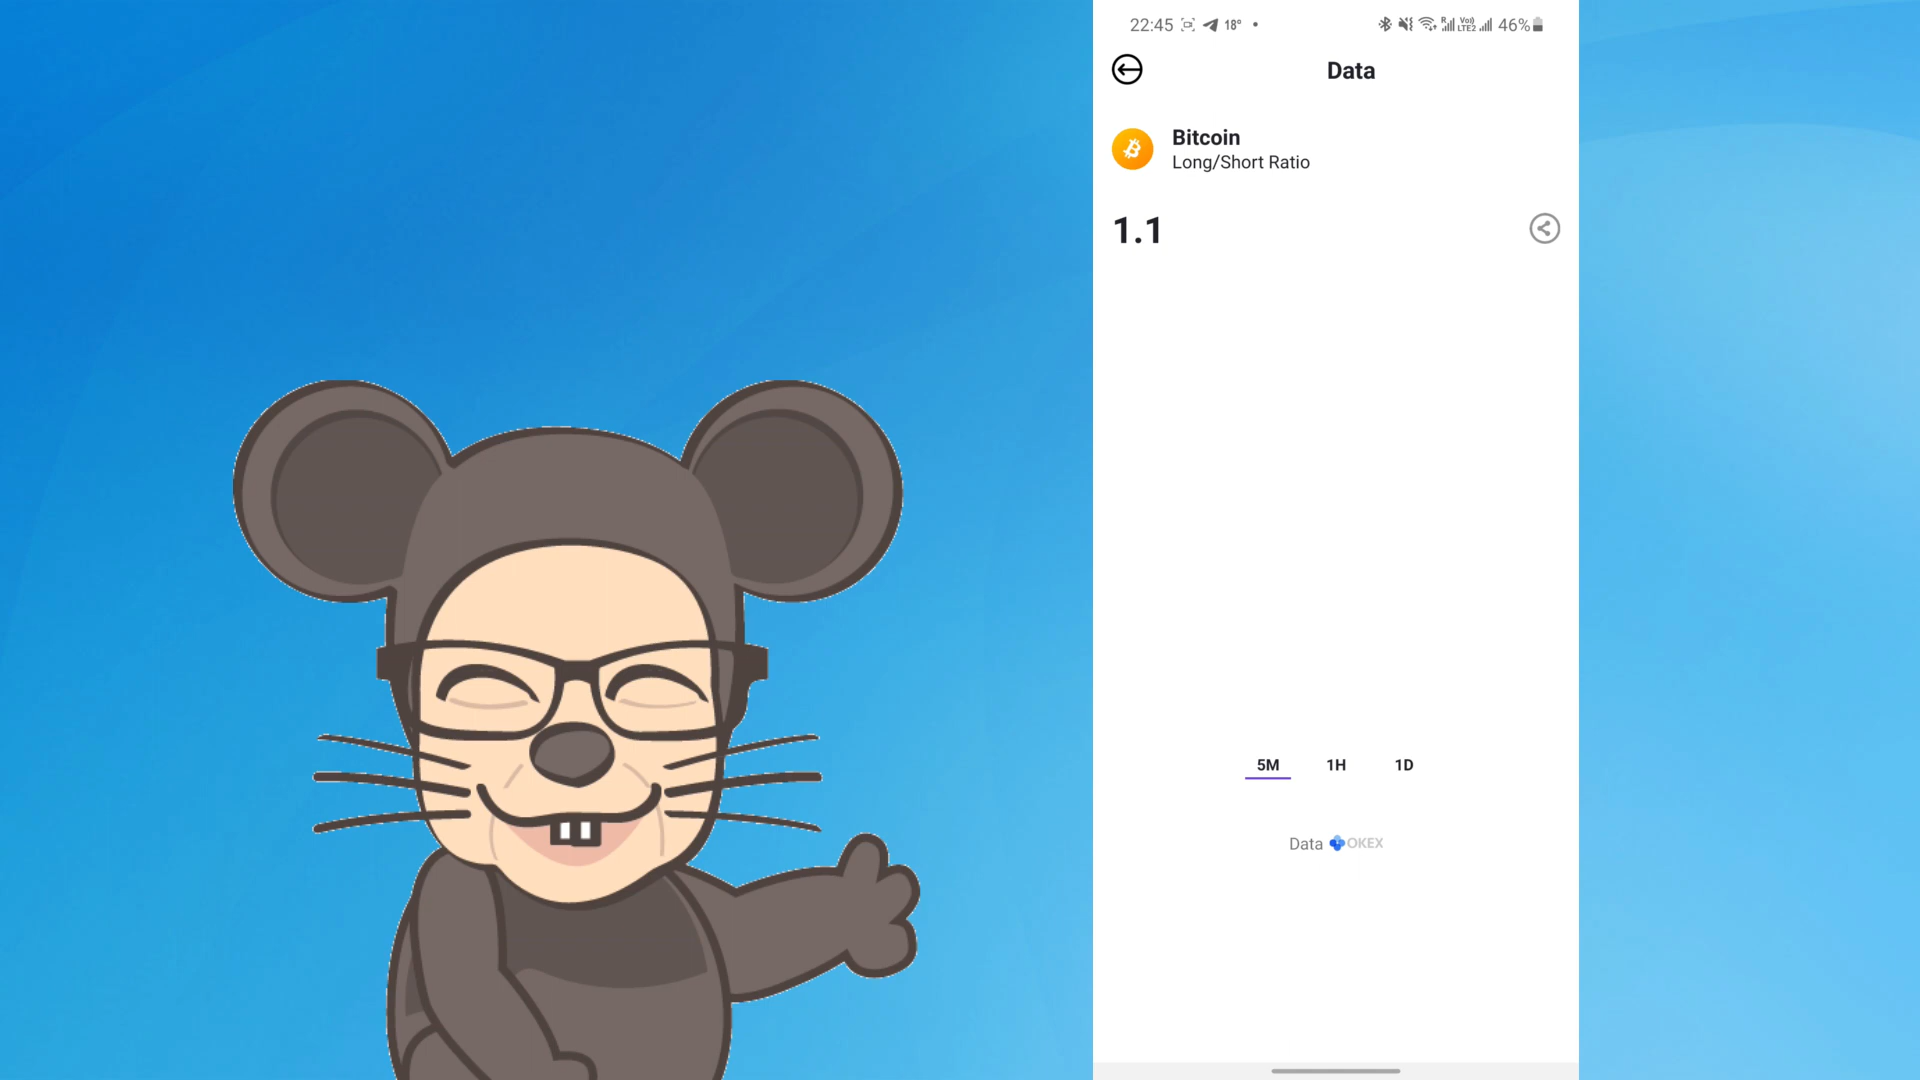 22:45 18° 46%
Data
Bitcoin
Long/Short Ratio
1.1
5M 1H 1D
Data OKEX